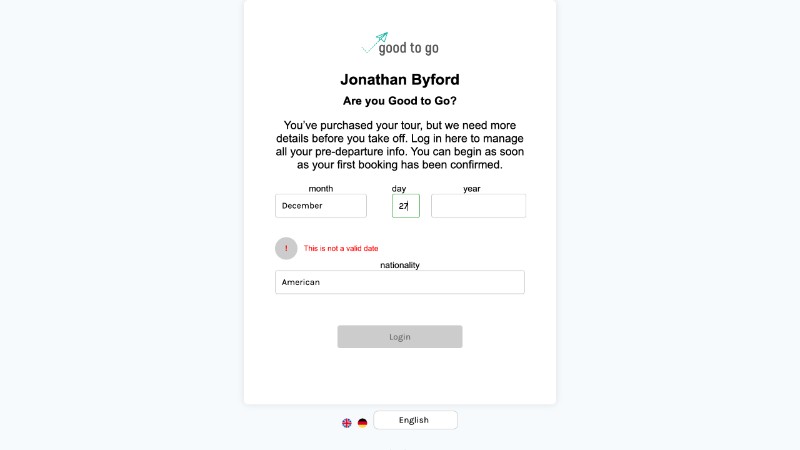 good to go
Jonathan Byford
Are you Good to Go?
You've purchased your tour, but we need more
details before you take off. Log in here to manage
all your pre-departure info. You can begin as soon
as your first booking has been confirmed.
month day year
December 27
! This is not a valid date
nationality
American
Login
English